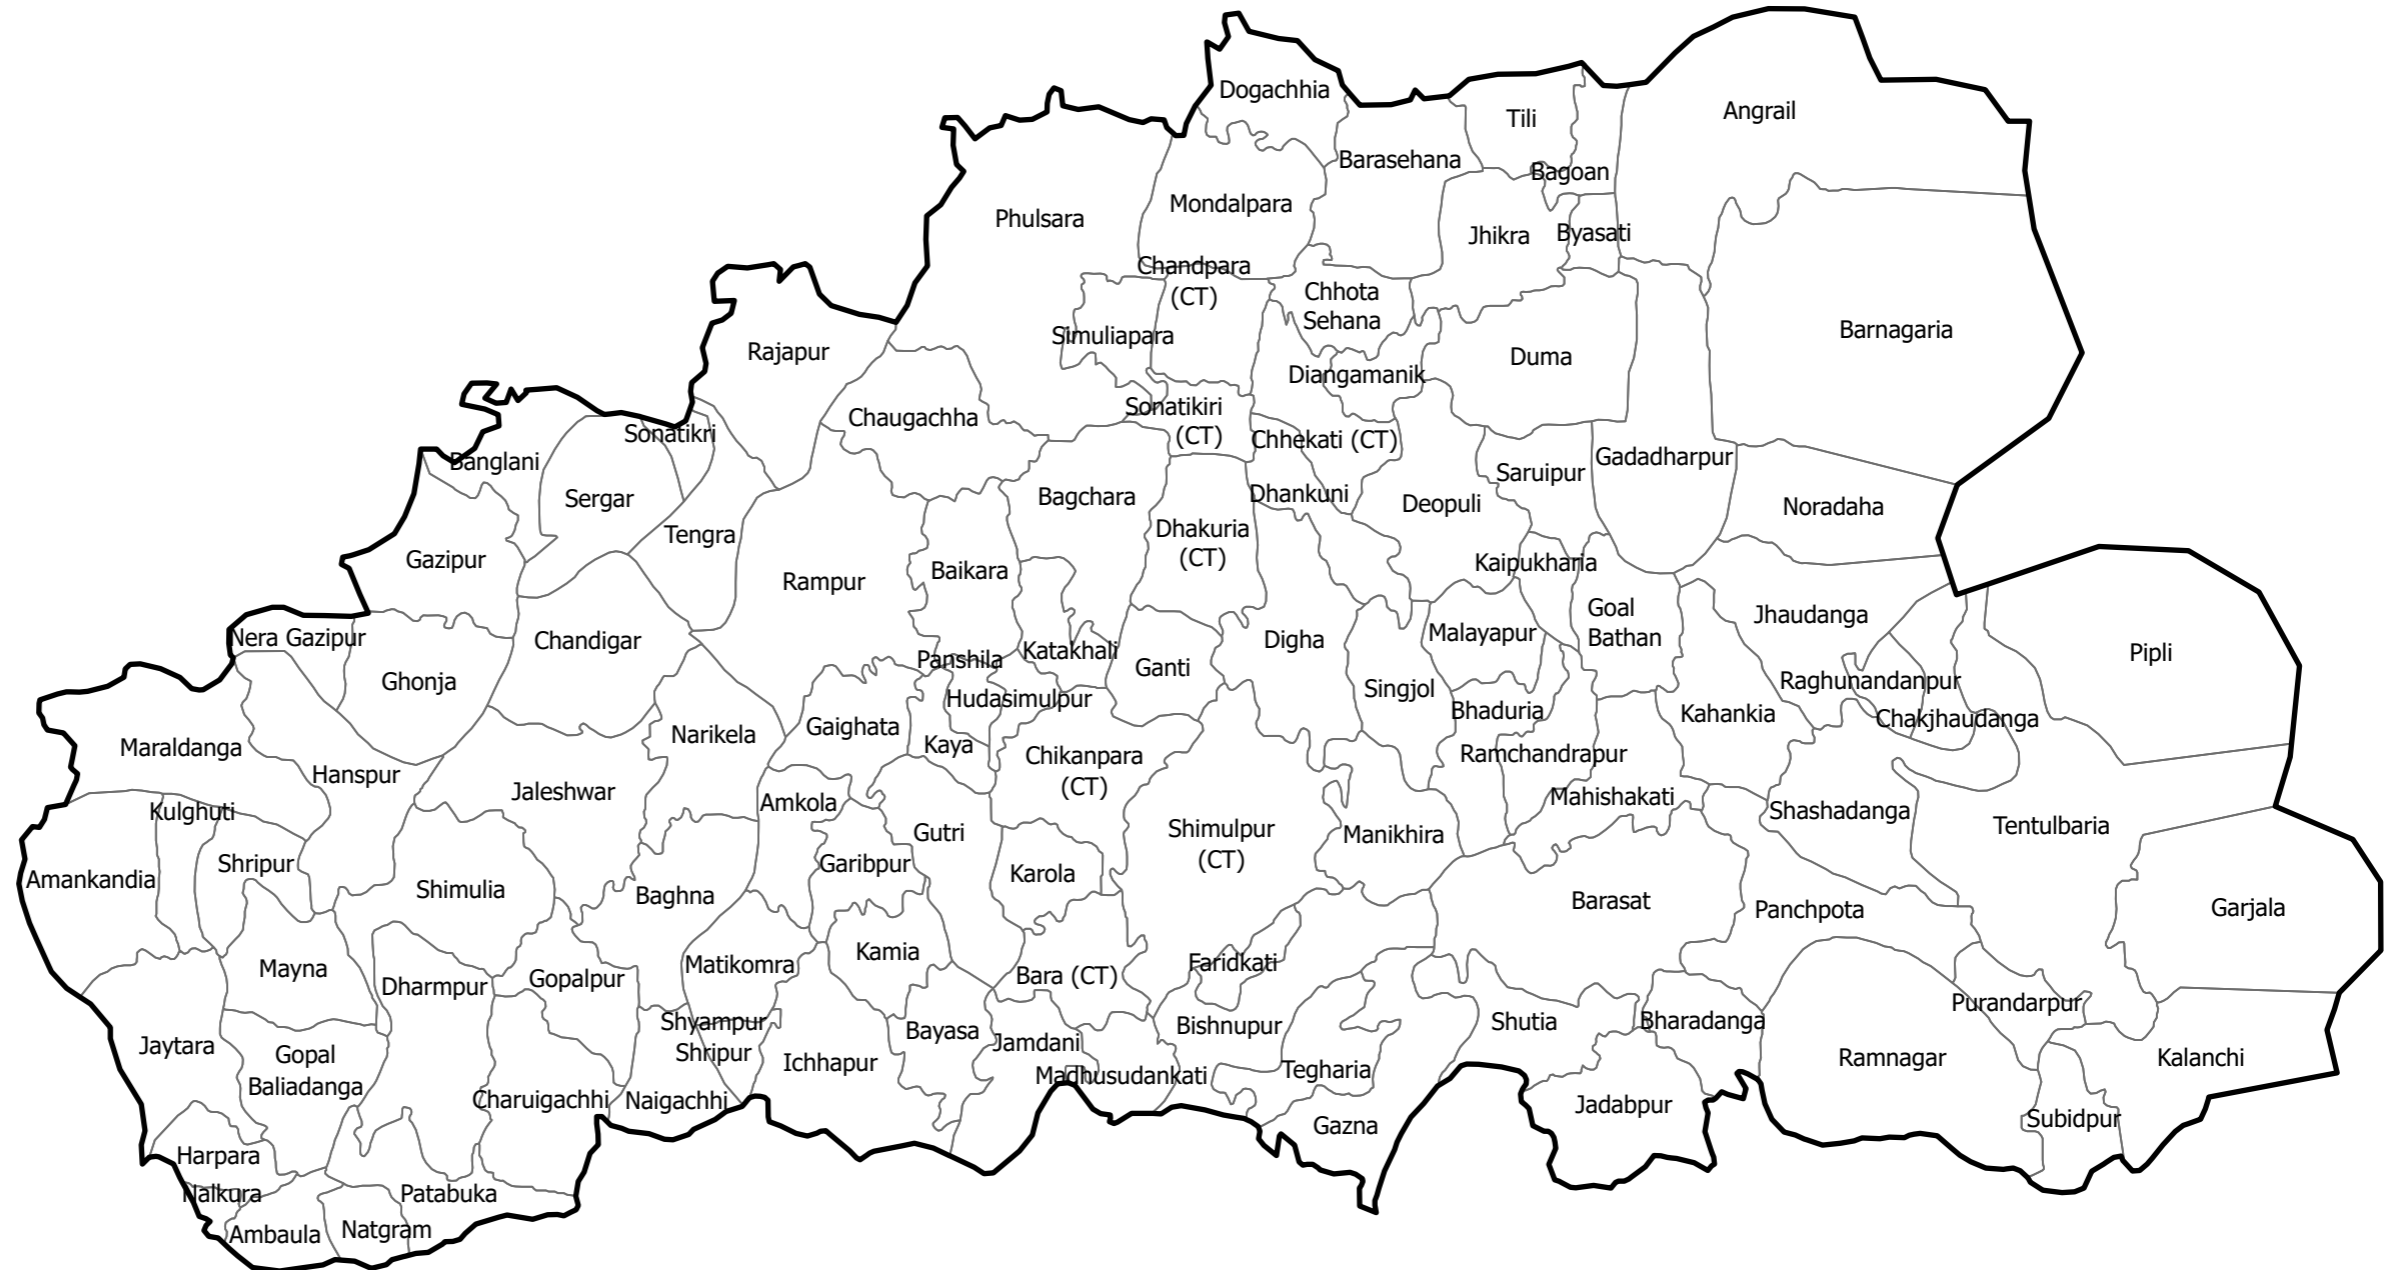 Dogachhia
Tili
Angrail
Barasehana
Bagoan
Phulsara
Mondalpara
Jhikra
Byasati
Chandpara
(CT)
Chhota
Sehana
Simuliapara
Barnagaria
Rajapur
Duma
Diangamanik
Chaugachha
Sonatikiri
(CT)
Sonatikri
Chhekati (CT)
Banglani
Gadadharpur
Saruipur
Sergar
Bagchara
Dhankuni
Deopuli
Noradaha
Tengra
Dhakuria
(CT)
Gazipur
Kaipukharia
Baikara
Rampur
Goal
Bathan
Jhaudanga
Nera Gazipur
Chandigar
Digha
Malayapur
Katakhali
Panshila
Ganti
Pipli
Ghonja
Raghunandanpur
Singjol
Hudasimulpur
Bhaduria
Kahankia
Chakjhaudanga
Gaighata
Narikela
Kaya
Maraldanga
Chikanpara
(CT)
Ramchandrapur
Hanspur
Jaleshwar
Amkola
Mahishakati
Kulghuti
Shashadanga
Tentulbaria
Gutri
Shimulpur
(CT)
Manikhira
Shripur
Garibpur
Karola
Amankandia
Shimulia
Baghna
Barasat
Panchpota
Garjala
Kamia
Faridkati
Matikomra
Mayna
Bara (CT)
Gopalpur
Dharmpur
Purandarpur
Shyampur
Shripur
Bayasa
Bishnupur
Shutia
Bharadanga
Jaytara
Jamdani
Gopal
Baliadanga
Ichhapur
Tegharia
Ramnagar
Kalanchi
Madhusudankati
Charuigachhi
Naigachhi
Jadabpur
Gazna
Subidpur
Harpara
Nalkura
Patabuka
Ambaula
Natgram